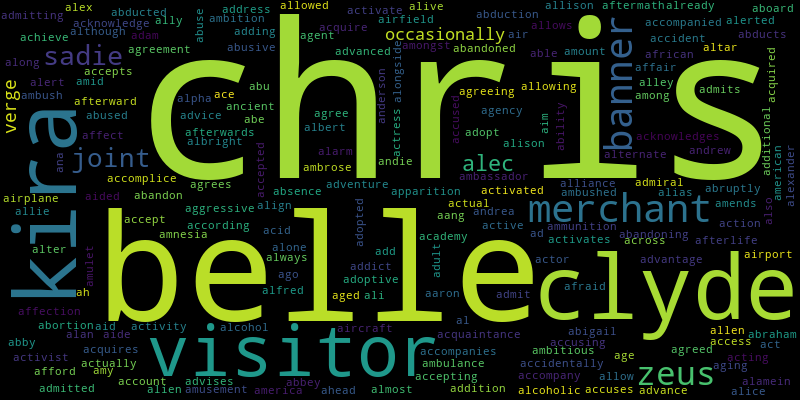 admitting alex abducted ally address allowed activate alive abduction allison aftermathalready aboard
acknowledge abuse ambition acquire airfield accompanied alerted
although adam adding agent occasionally air allows abducts
achieve agreement abusive advanced amongst abandoned able amount african accident altar
along sadie accepts abu alongside affair acquired
alert amid chris agreeing allowing alley admits
verge ambush afterward alpha ace anderson agency among banner
abused advice ancient agree actress accused adopt aim ability additional
kira affect afterwards abe albert alison acknowledges
albright alarm andie alternate andrew american
ana joint accepted ambrose alec alexander
accomplice agrees absence adventure apparition ambassador alliance admiral abruptly
airplane aided abandon activated ambushed alias amends
allie aggressive align actual merchant also
accept according adopted aang andrea ammunition action
alter amnesia acid academy active ad abandoning afterlife
belle alone add adult activates across
amulet always addict actor advantage airport
ah ago adoptive clyde
alfred aged ali aaron admit afraid
affection al
abortion aid activity alcohol aircraft acquaintance abigail allen abraham
abby alan aide visitor accusing access act
activist acquires accompanies ambitious age agreed acting
actually ambulance accidentally aging
afford amy accepting accompany allow zeus alamein
admitted account alien advises amusement america abbey ahead almost addition alcoholic accuses advance alice